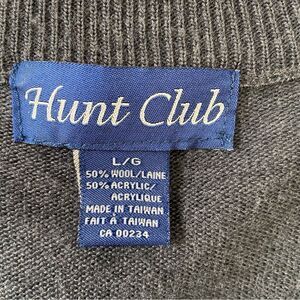 Hunt Club
L/G
50% WOOL/LAINE
50% ACRYLIC/
ACRYLIQUE
MADE IN TAIWAN
FAIT À TAIWAN
CA 00234